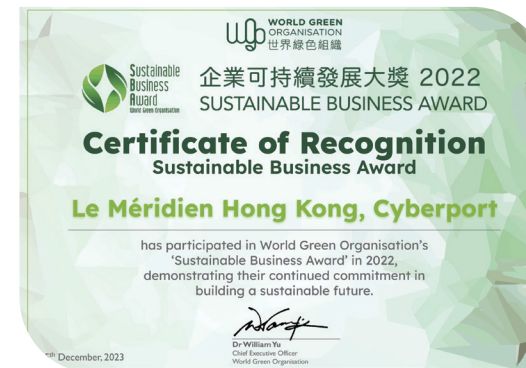 WORLD GREEN
ORGANISATION
世界綠色組織
Sustainable
Business
Award
World Green Organisation
企業可持續發展大獎 2022
SUSTAINABLE BUSINESS AWARD
Certificate of Recognition
Sustainable Business Award
Le Méridien Hong Kong, Cyberport
has participated in World Green Organisation's
‘Sustainable Business Award’ in 2022,
demonstrating their continued commitment in
building a sustainable future.
Dr William Yu
Chief Executive Officer
World Green Organisation
December, 2023